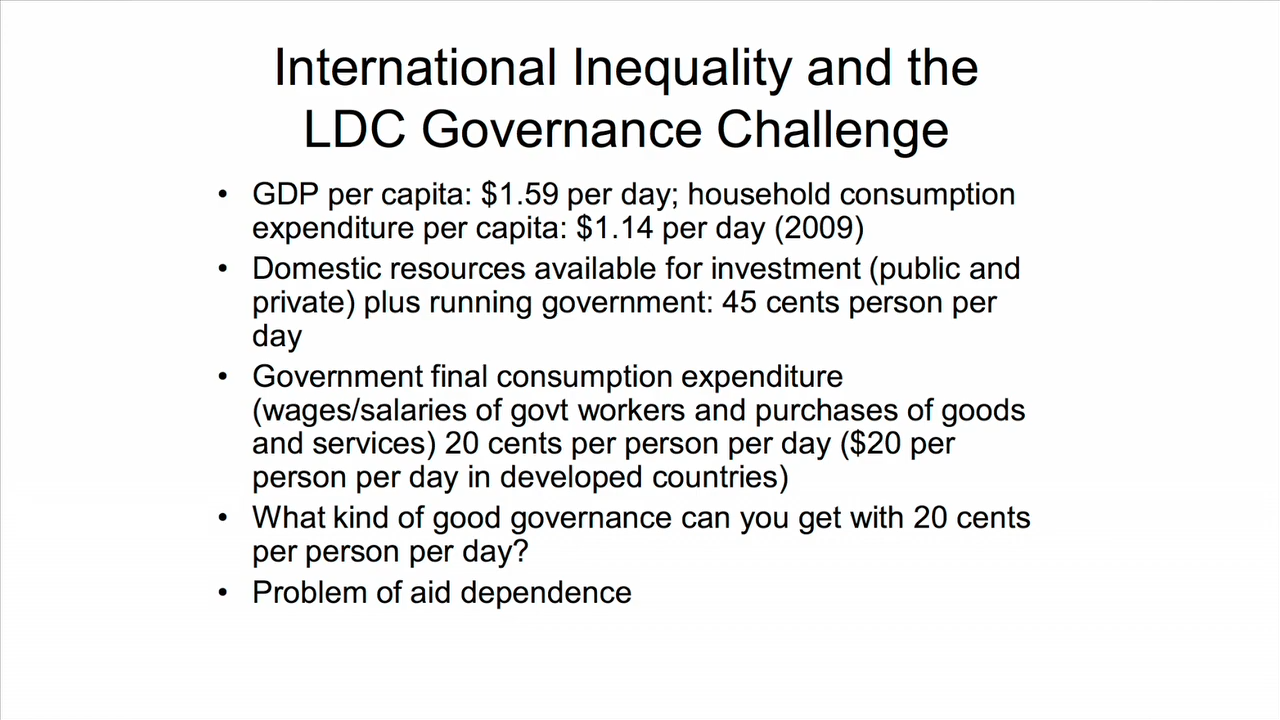 International Inequality and the
LDC Governance Challenge
• GDP per capita: $1.59 per day; household consumption
expenditure per capita: $1.14 per day (2009)
• Domestic resources available for investment (public and
private) plus running government: 45 cents person per
day
• Government final consumption expenditure
(wages/salaries of govt workers and purchases of goods
and services) 20 cents per person per day ($20 per
person per day in developed countries)
• What kind of good governance can you get with 20 cents
per person per day?
• Problem of aid dependence